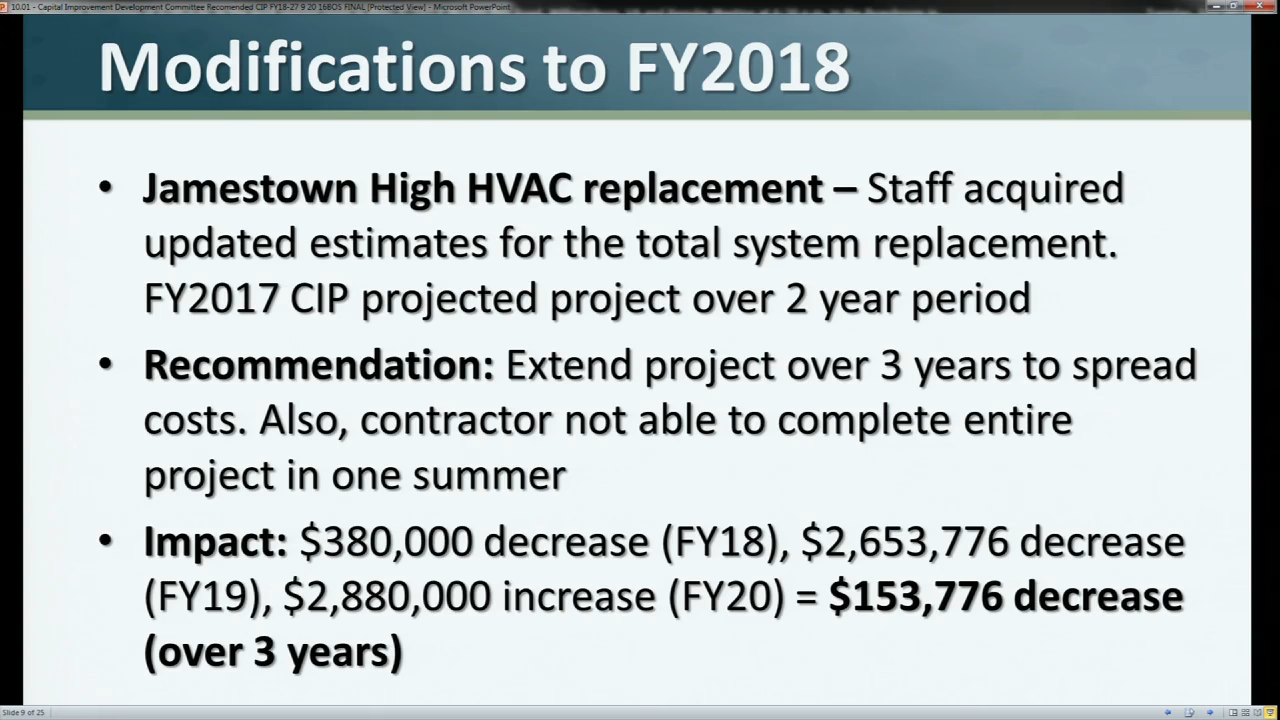 10.01 - Capital Improvement Development Committee Recomended CIP FY18-27 9 20 16BOS FINAL [Protected View] - Microsoft PowerPoint
Modifications to FY2018
• Jamestown High HVAC replacement – Staff acquired
updated estimates for the total system replacement.
FY2017 CIP projected project over 2 year period
• Recommendation: Extend project over 3 years to spread
costs. Also, contractor not able to complete entire
project in one summer
• Impact: $380,000 decrease (FY18), $2,653,776 decrease
(FY19), $2,880,000 increase (FY20) = $153,776 decrease
(over 3 years)
Slide 9 of 25